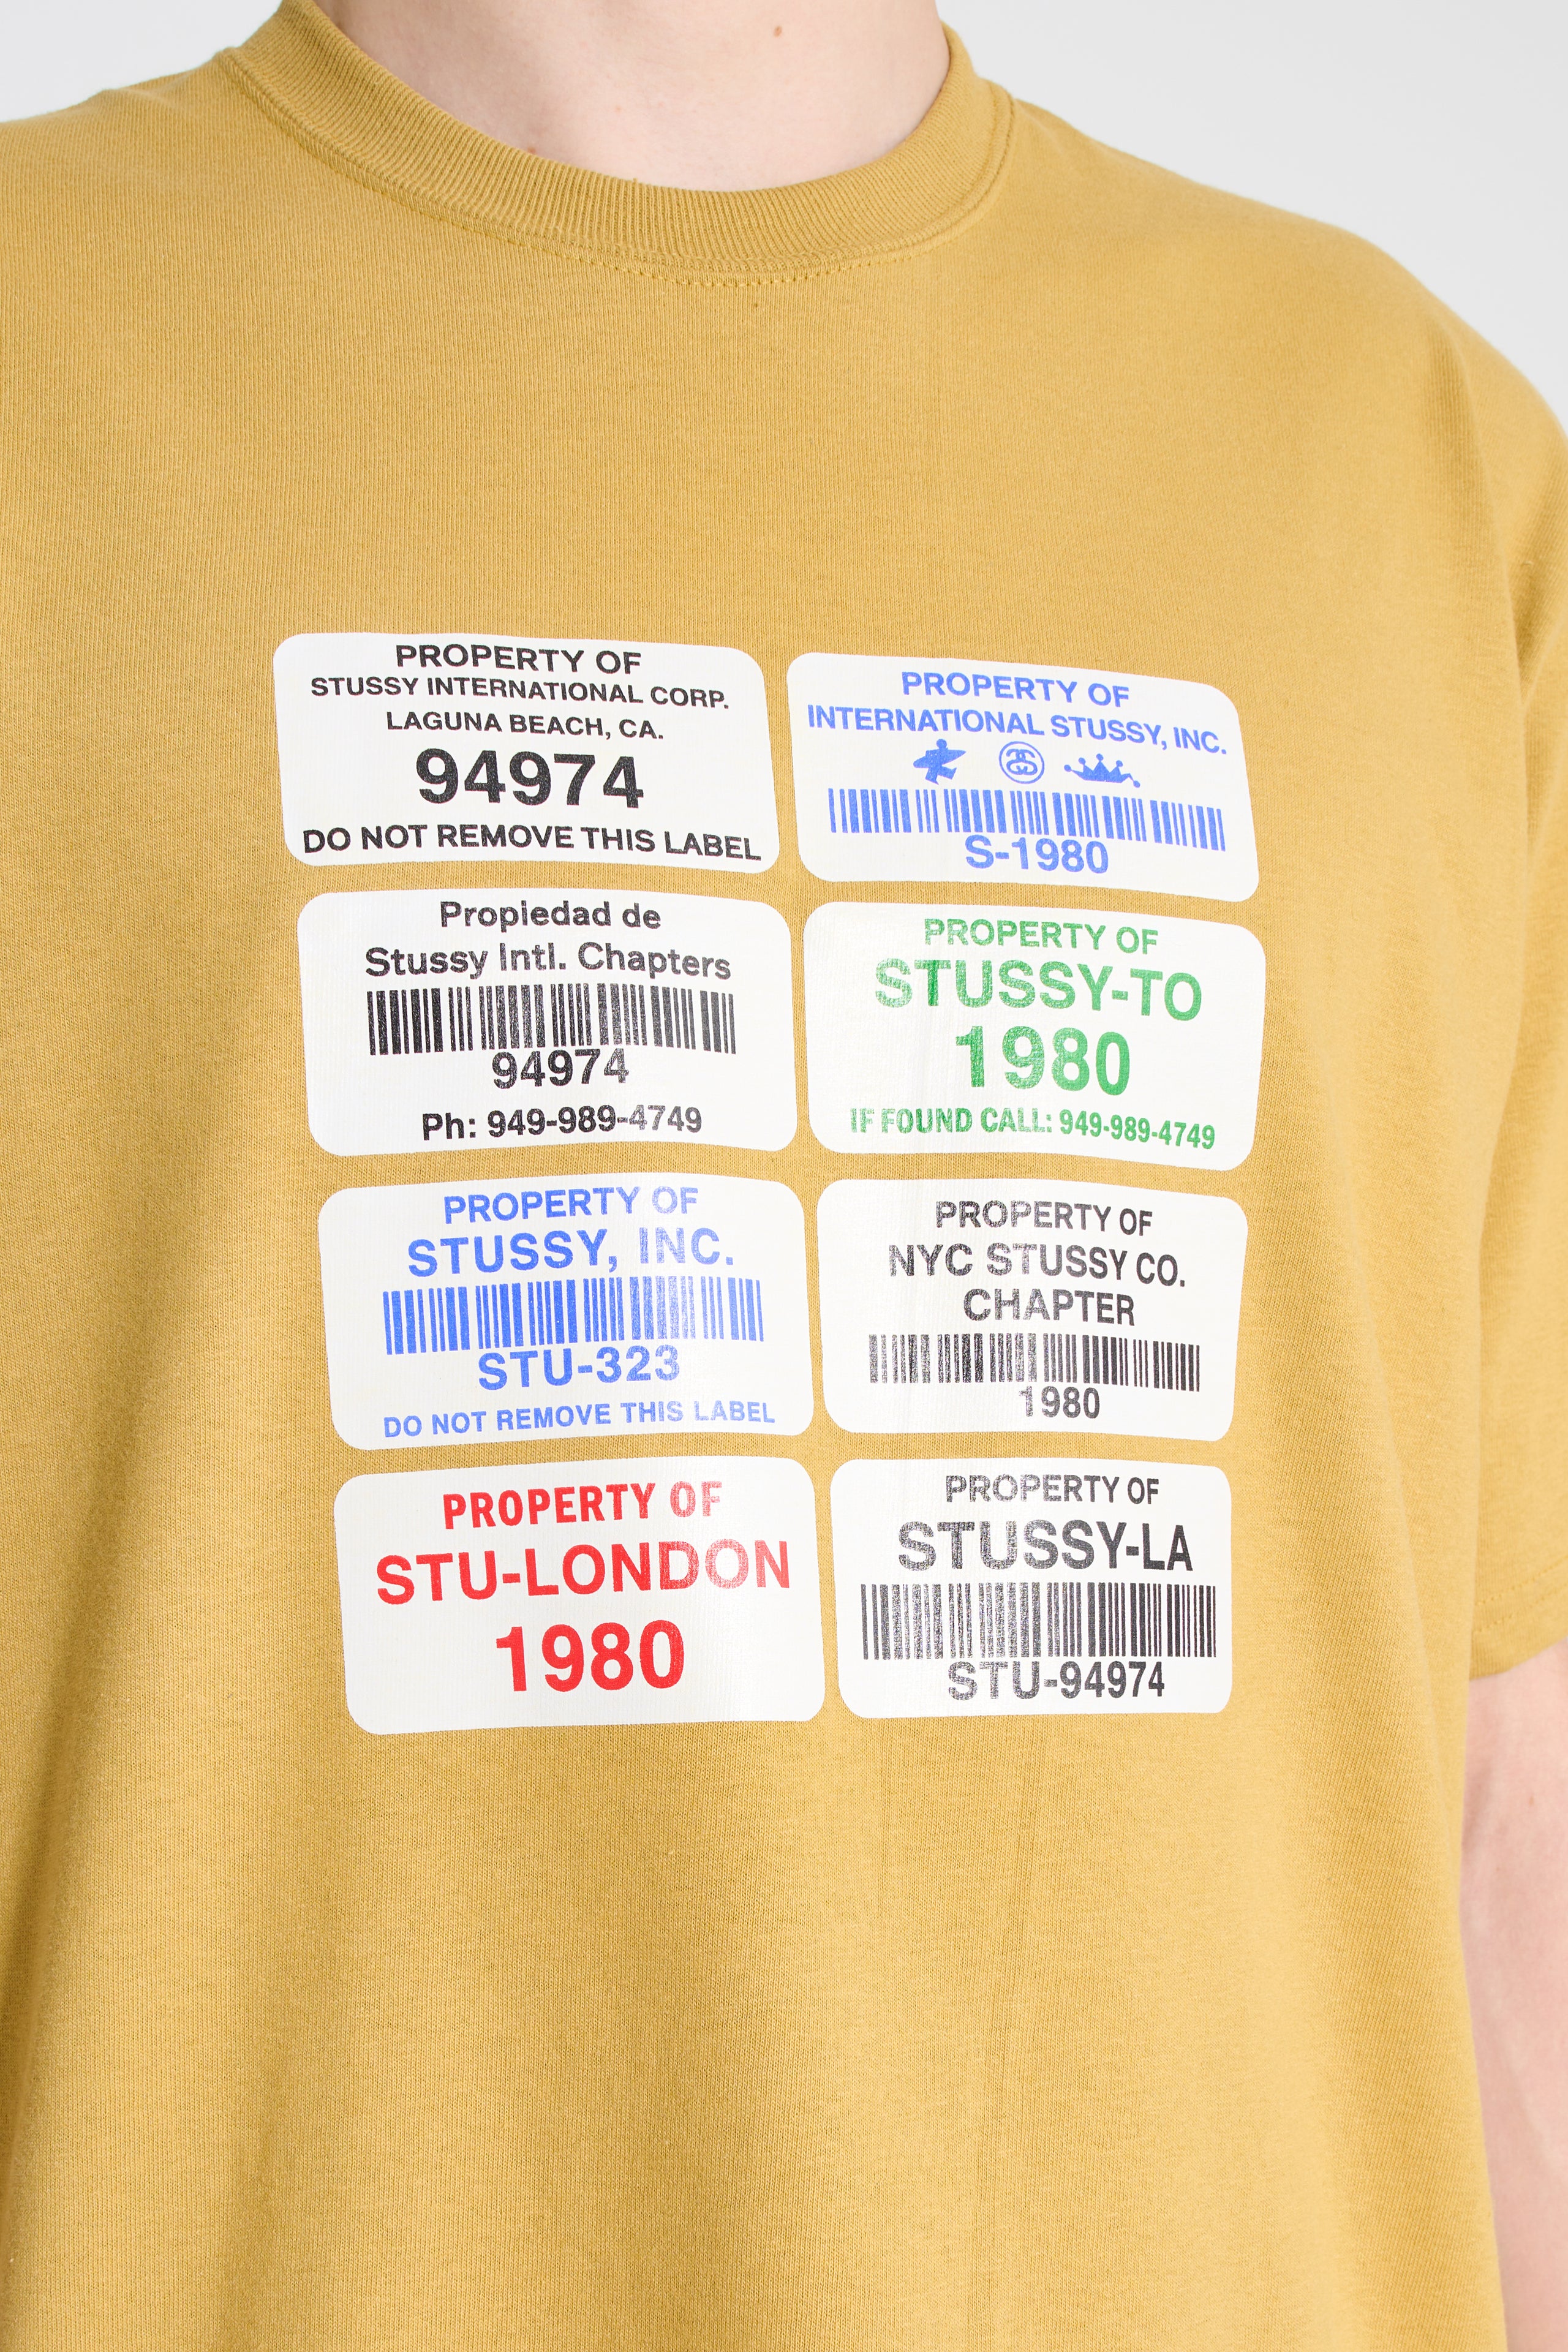 PROPERTY OF
STUSSY INTERNATIONAL CORP.
LAGUNA BEACH, CA.
94974
DO NOT REMOVE THIS LABEL
PROPERTY OF
INTERNATIONAL STUSSY, INC.
S-1980
Propiedad de
Stussy Intl. Chapters
94974
Ph: 949-989-4749
PROPERTY OF
STUSSY-TO
1980
IF FOUND CALL: 949-989-4749
PROPERTY OF
STUSSY, INC.
STU-323
DO NOT REMOVE THIS LABEL
PROPERTY OF
NYC STUSSY CO.
CHAPTER
1980
PROPERTY OF
STU-LONDON
1980
PROPERTY OF
STUSSY-LA
STU-94974